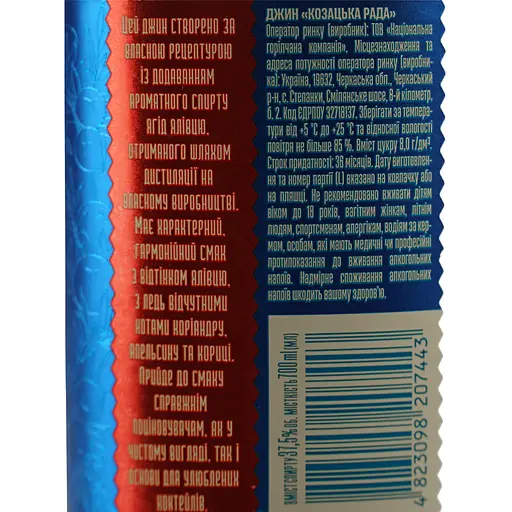 Цей джин створено за
власною рецептурою
із додаванням
ароматного спирту
ягід ялівцю,
отриманого шляхом
дистиляції на
власному виробництві.
Має характерний,
гармонійний смак
з відтінком ялівцю,
з ледь відчутними
нотами коріандру,
апельсину та кориці.
Прийде до смаку
справжнім
поціновувачам, як у
чистому вигляді, так і
основи для улюблених
коктейлів.
ДЖИН «КОЗАЦЬКА РАДА»
Оператор ринку (виробник): ТОВ «Національна
горілчана компанія». Місцезнаходження та
адреса потужності оператора ринку (виробни-
ка): Україна, 19632, Черкаська обл., Черкаський
р-н, с. Степанки, Смілянське шосе, 8-й кілометр,
б. 2. Код ЄДРПОУ 32718137. Зберігати за темпера-
тури від +5 °С до +25 °С та відносної вологості
повітря не більше 85 %. Вміст цукру 8,0 г/дм³.
Строк придатності: 36 місяців. Дату виготовлен-
ня та номер партії (L) вказано на ковпачку або
на пляшці. Не рекомендовано вживати дітям
віком до 18 років, вагітним жінкам, літнім
людям, спортсменам, алергікам, водіям за кер-
мом, особам, які мають медичні чи професійні
протипоказання до вживання алкогольних
напоїв. Надмірне споживання алкогольних
напоїв шкодить вашому здоров'ю.
ВМІСТ СПИРТУ 37,5% об. МІСТКІСТЬ 700 ml (мл)
4 823098 207443